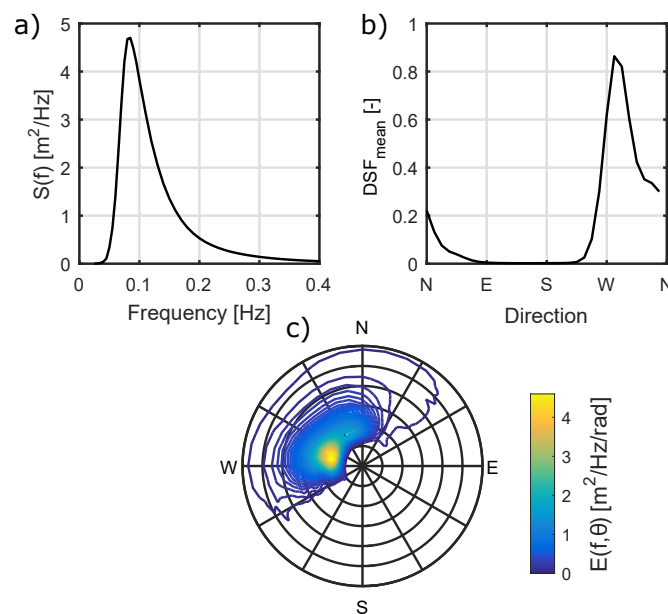 a)
S(f) [m²/Hz]
5
4
3
2
1
0
0 0.1 0.2 0.3 0.4
Frequency [Hz]
b)
DSF_mean [-]
1
0.8
0.6
0.4
0.2
0
N E S W N
Direction
c)
N
W E
S
4
3
2
1
0
E(f,θ) [m²/Hz/rad]